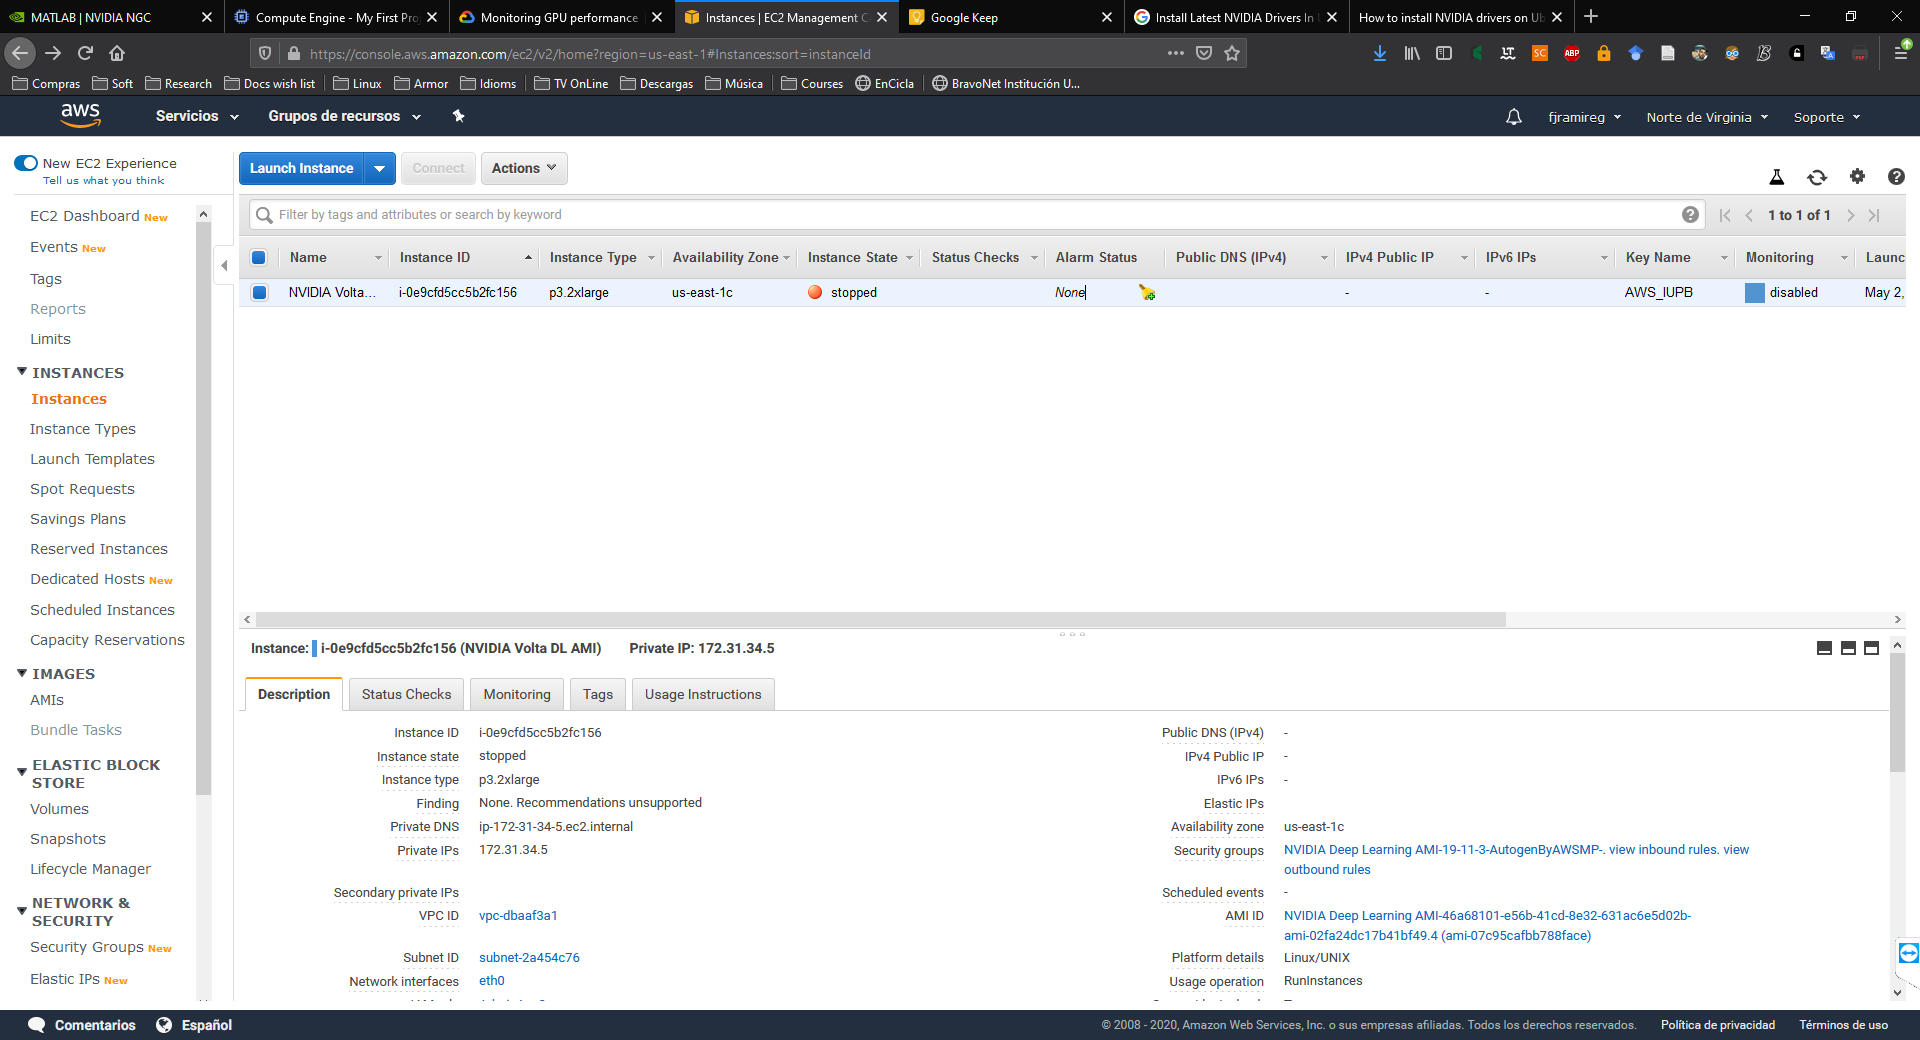 MATLAB | NVIDIA NGC
Compute Engine - My First Pro
Monitoring GPU performance
Instances | EC2 Management C
Google Keep
Install Latest NVIDIA Drivers In U
How to install NVIDIA drivers on Ub
https://console.aws.amazon.com/ec2/v2/home?region=us-east-1#Instances:sort=instanceId
Compras Soft Research Docs wish list Linux Armor Idioms TV OnLine Descargas Música Courses EnCicla BravoNet Institución U...
aws Servicios Grupos de recursos fjramireg Norte de Virginia Soporte
New EC2 Experience
Tell us what you think
EC2 Dashboard New
Events New
Tags
Reports
Limits
INSTANCES
Instances
Instance Types
Launch Templates
Spot Requests
Savings Plans
Reserved Instances
Dedicated Hosts New
Scheduled Instances
Capacity Reservations
IMAGES
AMIs
Bundle Tasks
ELASTIC BLOCK
STORE
Volumes
Snapshots
Lifecycle Manager
NETWORK &
SECURITY
Security Groups New
Elastic IPs New
Launch Instance Connect Actions
Filter by tags and attributes or search by keyword 1 to 1 of 1
Name Instance ID Instance Type Availability Zone Instance State Status Checks Alarm Status Public DNS (IPv4) IPv4 Public IP IPv6 IPs Key Name Monitoring Launc
NVIDIA Volta... i-0e9cfd5cc5b2fc156 p3.2xlarge us-east-1c stopped None - - AWS_IUPB disabled May 2,
Instance: i-0e9cfd5cc5b2fc156 (NVIDIA Volta DL AMI) Private IP: 172.31.34.5
Description Status Checks Monitoring Tags Usage Instructions
Instance ID i-0e9cfd5cc5b2fc156
Instance state stopped
Instance type p3.2xlarge
Finding None. Recommendations unsupported
Private DNS ip-172-31-34-5.ec2.internal
Private IPs 172.31.34.5
Secondary private IPs
VPC ID vpc-dbaaf3a1
Subnet ID subnet-2a454c76
Network interfaces eth0
Public DNS (IPv4) -
IPv4 Public IP -
IPv6 IPs -
Elastic IPs
Availability zone us-east-1c
Security groups NVIDIA Deep Learning AMI-19-11-3-AutogenByAWSMP-. view inbound rules. view
outbound rules
Scheduled events -
AMI ID NVIDIA Deep Learning AMI-46a68101-e56b-41cd-8e32-631ac6e5d02b-
ami-02fa24dc17b41bf49.4 (ami-07c95cafbb788face)
Platform details Linux/UNIX
Usage operation RunInstances
Comentarios Español
© 2008 - 2020, Amazon Web Services, Inc. o sus empresas afiliadas. Todos los derechos reservados. Política de privacidad Términos de uso